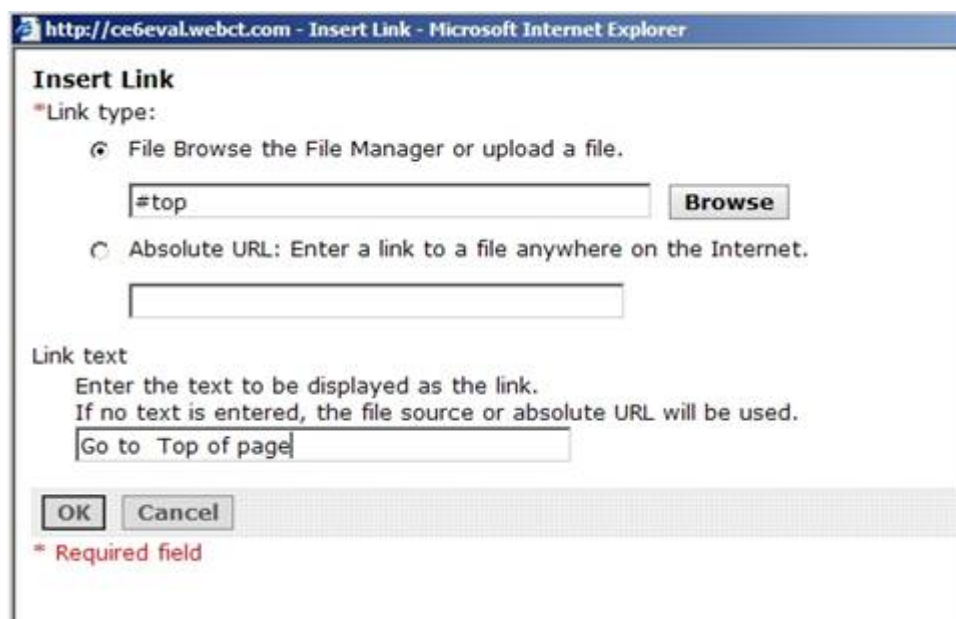 http://ce6eval.webct.com - Insert Link - Microsoft Internet Explorer
Insert Link
*Link type:
File Browse the File Manager or upload a file.
#top
Browse
Absolute URL: Enter a link to a file anywhere on the Internet.
Link text
Enter the text to be displayed as the link.
If no text is entered, the file source or absolute URL will be used.
Go to  Top of page
OK Cancel
* Required field